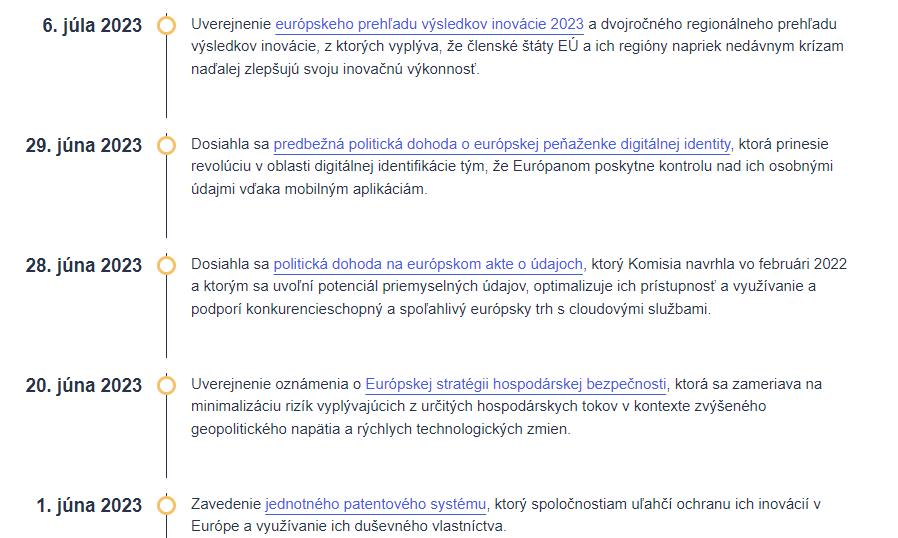 6. júla 2023
Uverejnenie európskeho prehľadu výsledkov inovácie 2023 a dvojročného regionálneho prehľadu
výsledkov inovácie, z ktorých vyplýva, že členské štáty EÚ a ich regióny napriek nedávnym krízam
naďalej zlepšujú svoju inovačnú výkonnosť.
29. júna 2023
Dosiahla sa predbežná politická dohoda o európskej peňaženke digitálnej identity, ktorá prinesie
revolúciu v oblasti digitálnej identifikácie tým, že Európanom poskytne kontrolu nad ich osobnými
údajmi vďaka mobilným aplikáciám.
28. júna 2023
Dosiahla sa politická dohoda na európskom akte o údajoch, ktorý Komisia navrhla vo februári 2022
a ktorým sa uvoľní potenciál priemyselných údajov, optimalizuje ich prístupnosť a využívanie a
podporí konkurencieschopný a spoľahlivý európsky trh s cloudovými službami.
20. júna 2023
Uverejnenie oznámenia o Európskej stratégii hospodárskej bezpečnosti, ktorá sa zameriava na
minimalizáciu rizík vyplývajúcich z určitých hospodárskych tokov v kontexte zvýšeného
geopolitického napätia a rýchlych technologických zmien.
1. júna 2023
Zavedenie jednotného patentového systému, ktorý spoločnostiam uľahčí ochranu ich inovácií v
Európe a využívanie ich duševného vlastníctva.